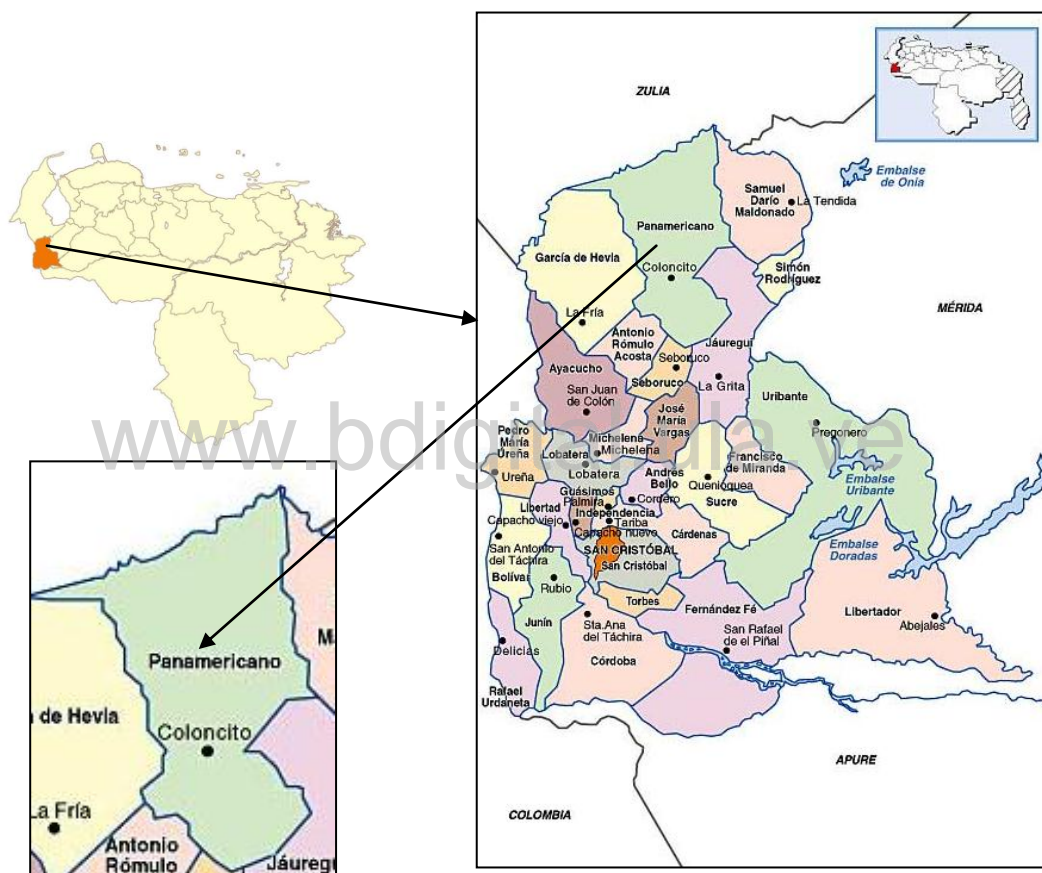 ZULIA
Embalse
de Onia
Samuel
Darío
Maldonado
La Tendida
Panamericano
García de Hevia
Coloncito
Simón
Rodríguez
MÉRIDA
La Fría
Antonio
Rómulo
Acosta
Jáuregui
Seboruco
Seboruco
Ayacucho
La Grita
Uribante
San Juan
de Colón
José
María
Vargas
www.bdigital.ula.ve
Pregonero
Pedro
María
Ureña
Michelena
Michelena
Lobatera
Lobatera
Francisco
de Miranda
Andrés
Bello
Ureña
Queniquea
Sucre
Embalse
Uribante
Guásimos
Palmira
Cordero
Libertad
Independencia
Capacho viejo
Táriba
Capacho nuevo
Cárdenas
San Antonio
del Táchira
SAN CRISTÓBAL
San Cristóbal
Embalse
Doradas
Bolívar
Rubio
Torbes
Fernández Fé
Libertador
Junín
Sta.Ana
del Táchira
Abejales
San Rafael
de el Piñal
Delicias
Córdoba
Rafael
Urdaneta
APURE
COLOMBIA
Panamericano
de Hevia
Coloncito
La Fría
Antonio
Rómulo
Jáuregui